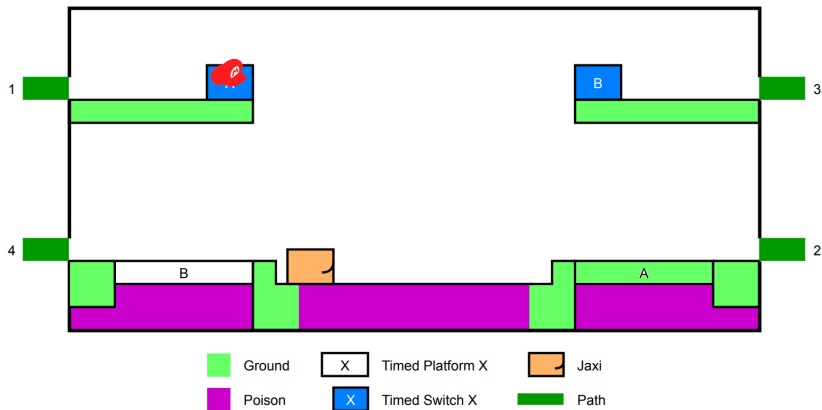 1
B
3
4
2
B
A
Ground
X
Timed Platform X
Jaxi
Poison
X
Timed Switch X
Path